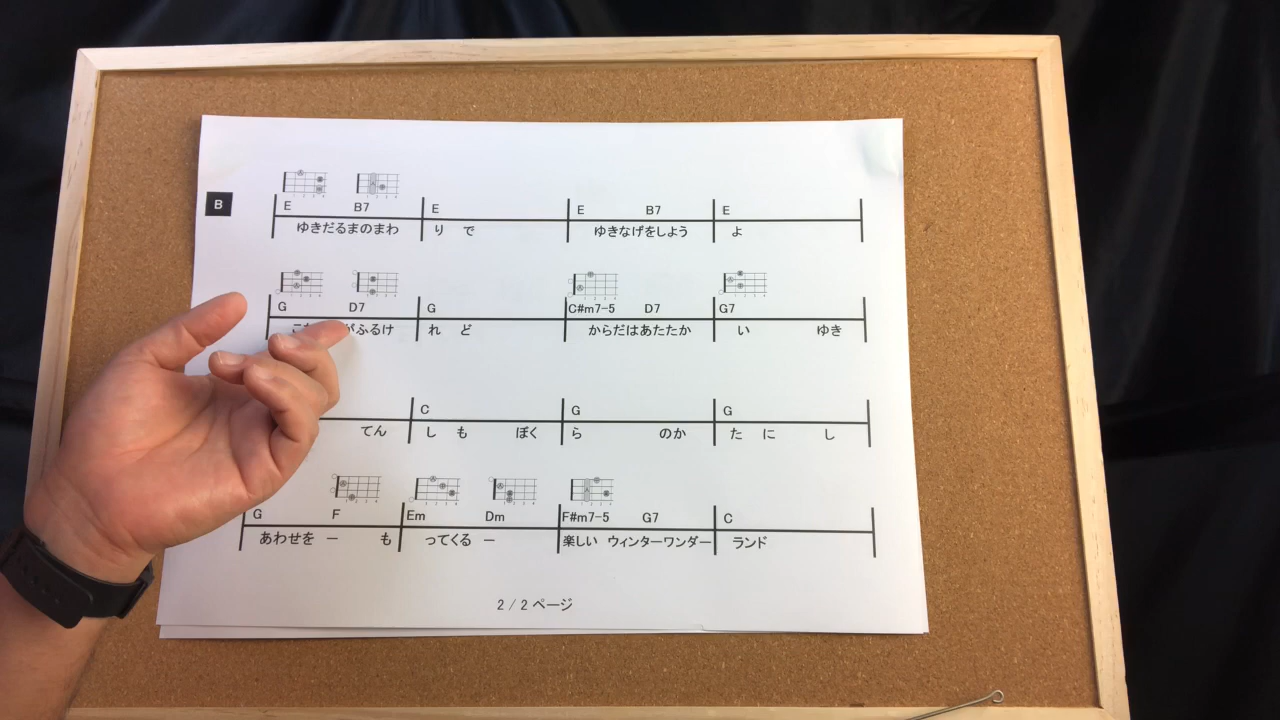 B
E B7 E E B7 E
ゆきだるまのまわ り で ゆきなげをしよう よ
G D7 G C#m7-5 D7 G7
がふるけ れ ど からだはあたたか い ゆき
C G G
てん し も ぼく ら のか た に し
G F Em Dm F#m7-5 G7 C
あわせを ー も ってくる ー 楽しい ウィンターワンダー ランド
2 / 2 ページ